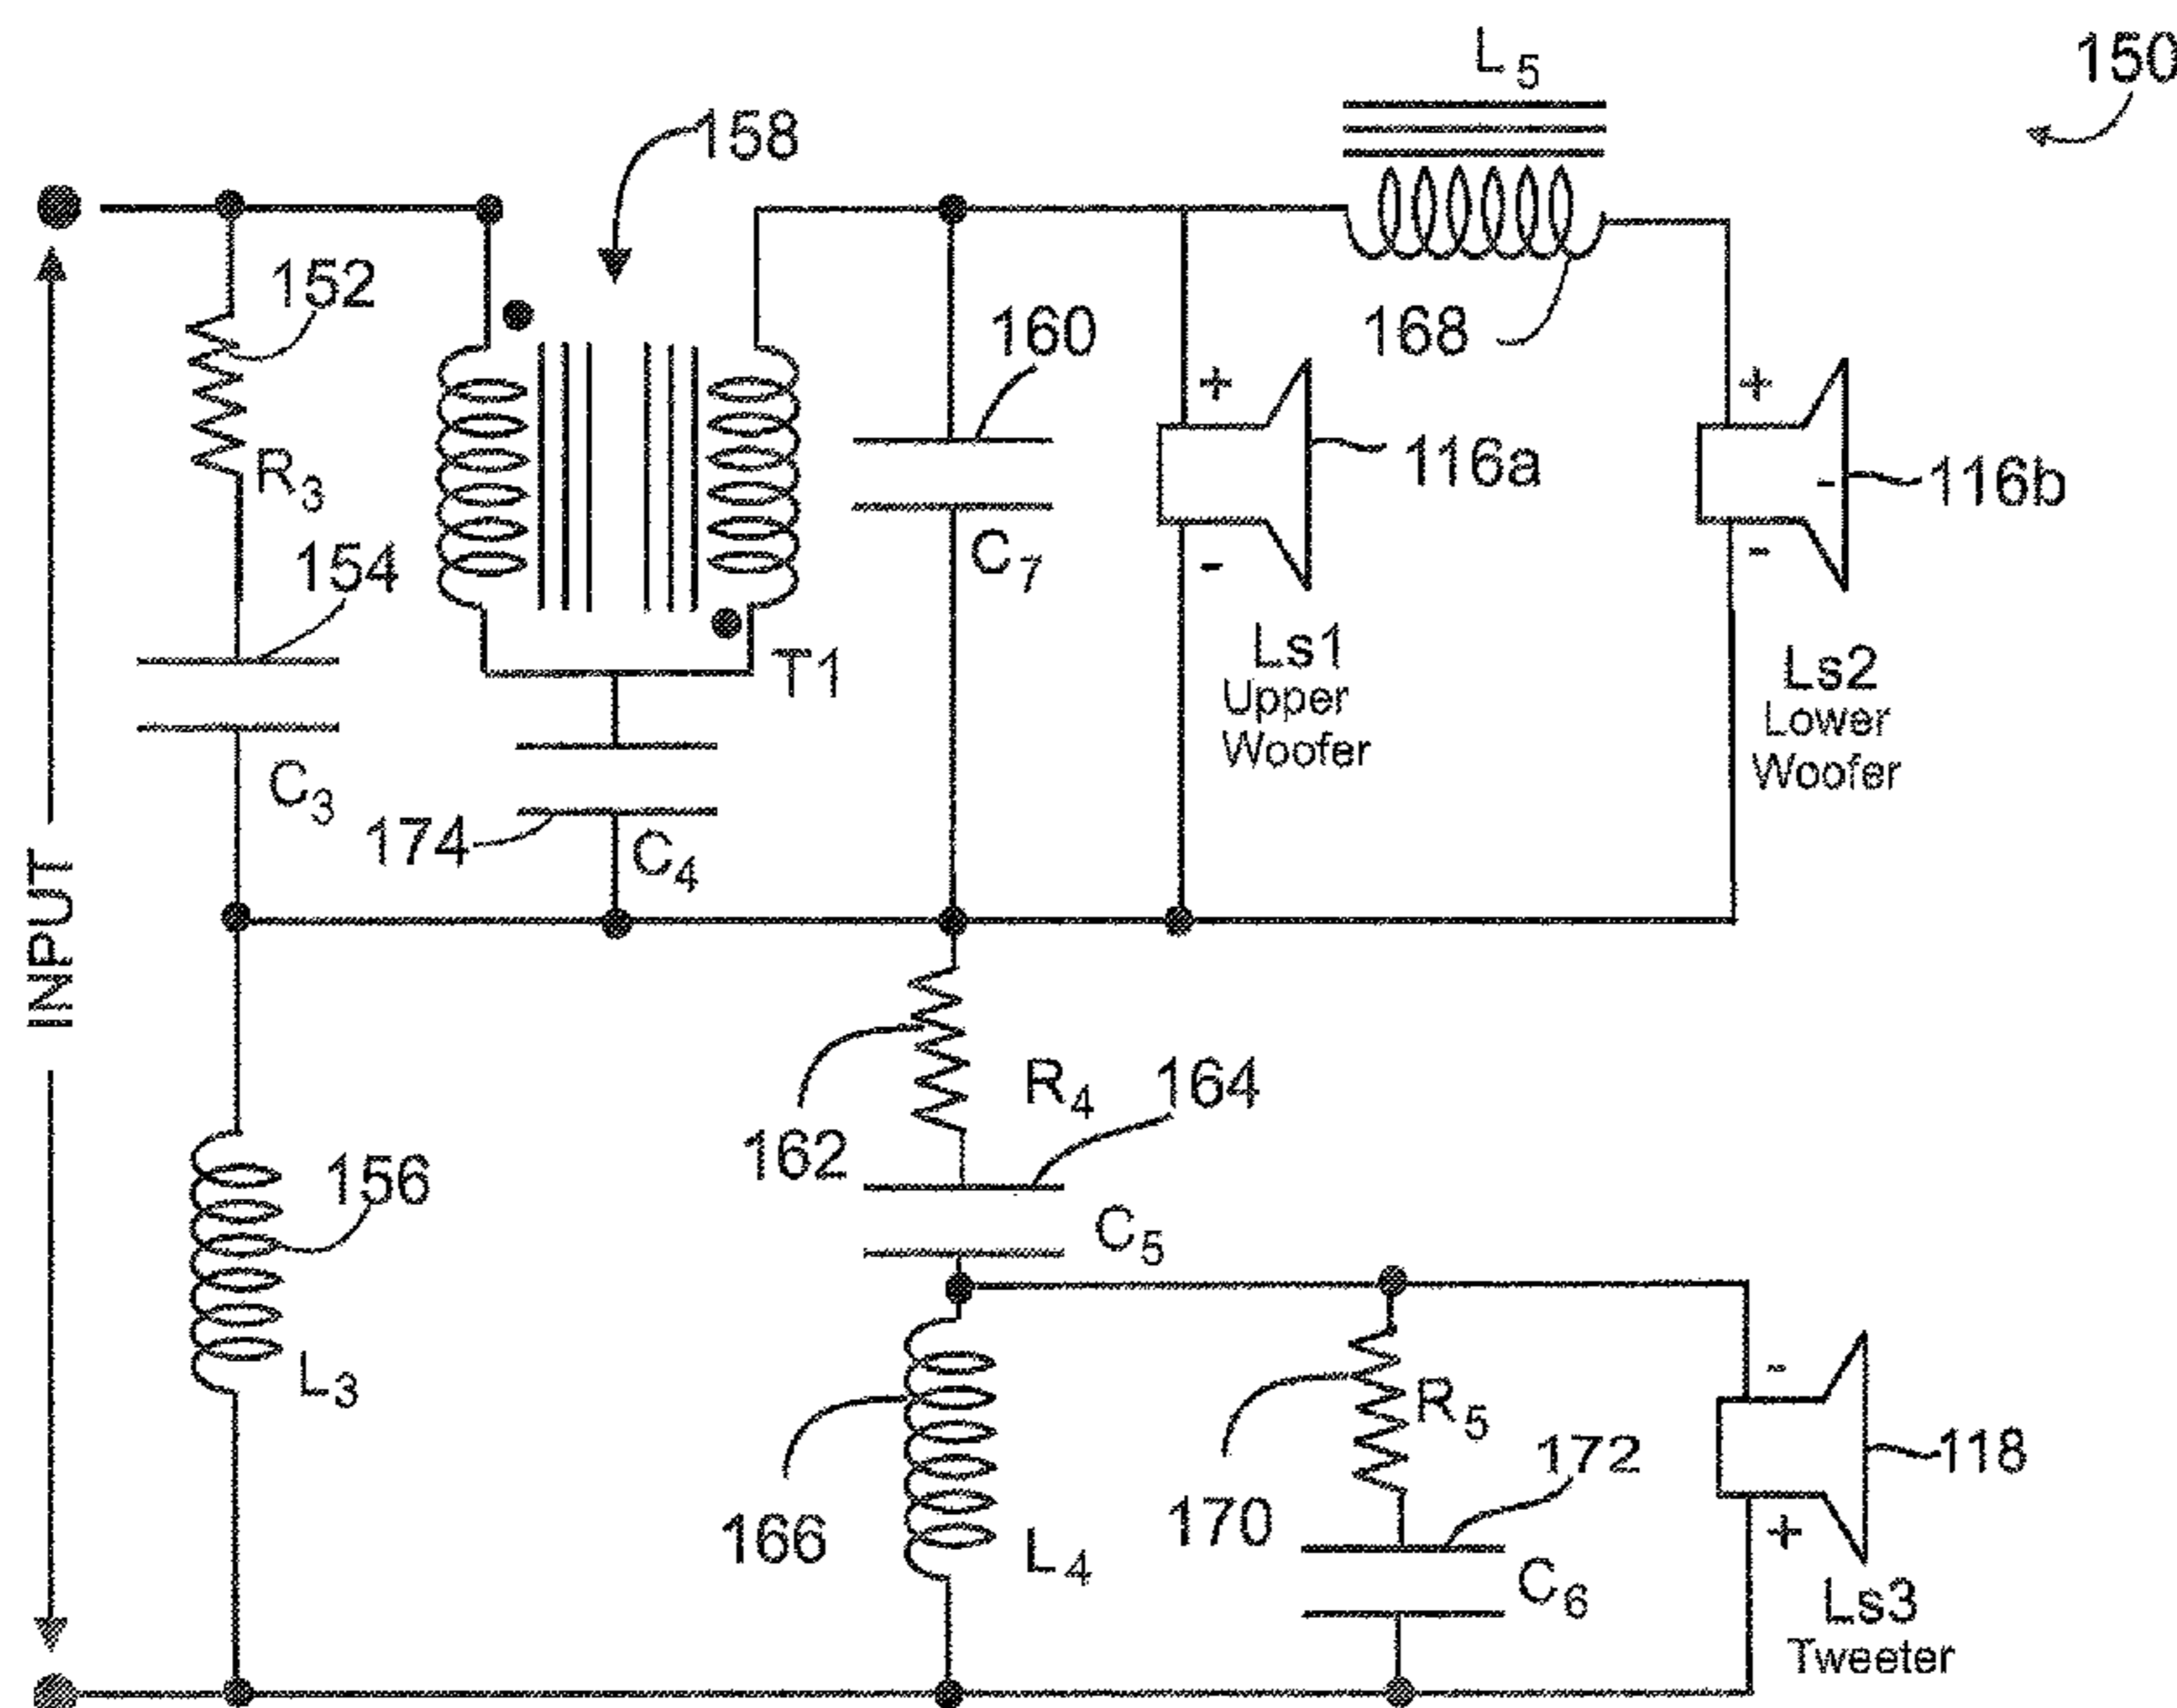 150
L5
158
152
160
168
+
+
116a
-
116b
R3
154
C7
-
-
T1
Ls1
Upper
Woofer
Ls2
Lower
Woofer
C3
174
C4
INPUT
R4
164
162
156
C5
L3
-
R5
172
118
166
170
L4
+
C6
Ls3
Tweeter